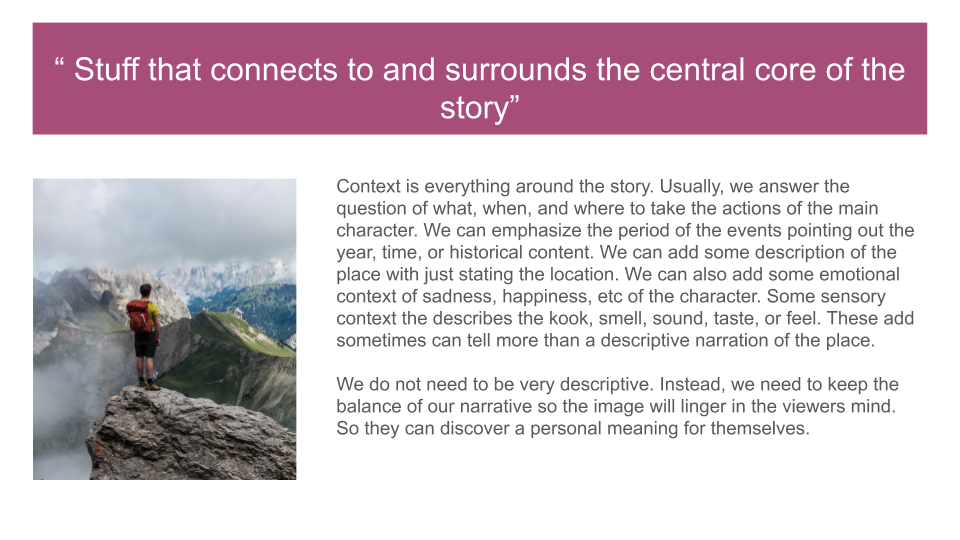 “ Stuff that connects to and surrounds the central core of the
story”
Context is everything around the story. Usually, we answer the
question of what, when, and where to take the actions of the main
character. We can emphasize the period of the events pointing out the
year, time, or historical content. We can add some description of the
place with just stating the location. We can also add some emotional
context of sadness, happiness, etc of the character. Some sensory
context the describes the kook, smell, sound, taste, or feel. These add
sometimes can tell more than a descriptive narration of the place.
We do not need to be very descriptive. Instead, we need to keep the
balance of our narrative so the image will linger in the viewers mind.
So they can discover a personal meaning for themselves.